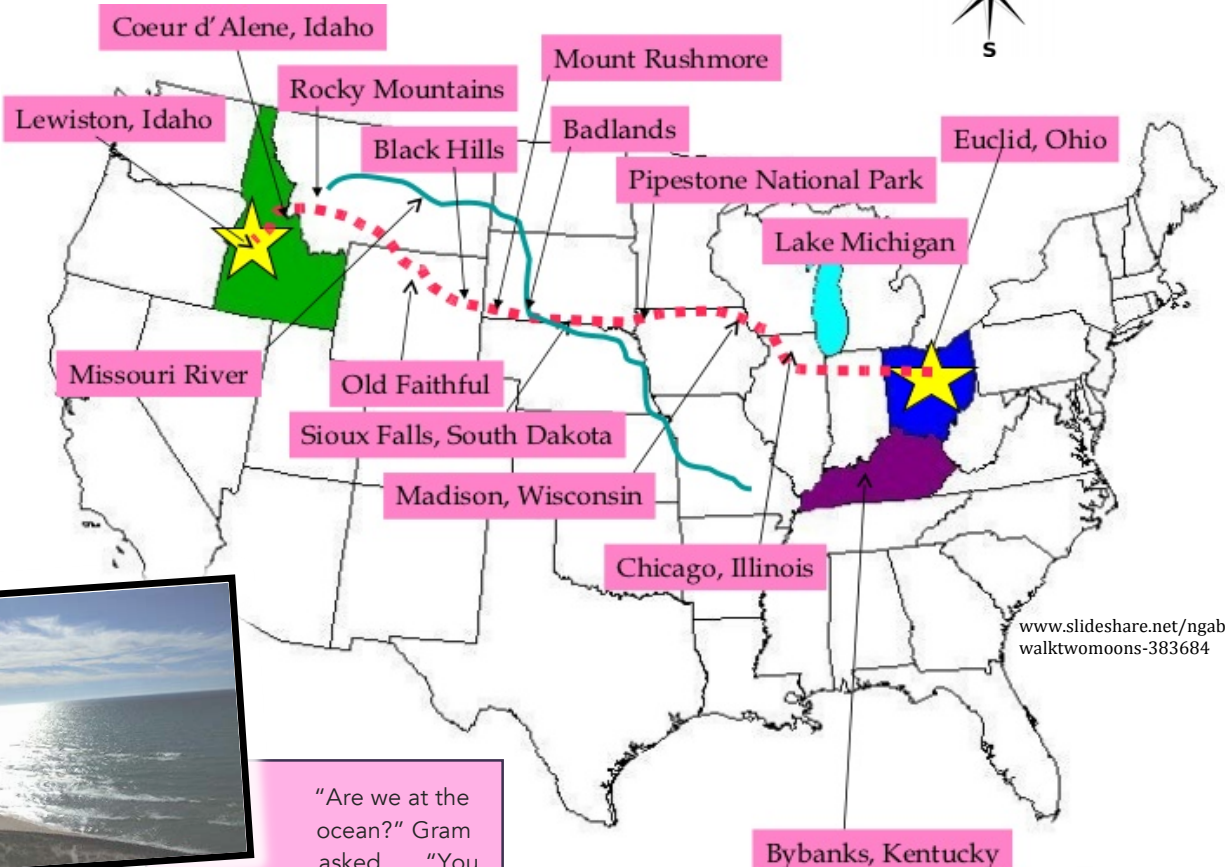 S
Coeur d’Alene, Idaho
Mount Rushmore
Rocky Mountains
Lewiston, Idaho
Badlands
Euclid, Ohio
Black Hills
Pipestone National Park
Lake Michigan
Missouri River
Old Faithful
Sioux Falls, South Dakota
Madison, Wisconsin
Chicago, Illinois
www.slideshare.net/ngab
walktwomoons-383684
“Are we at the
ocean?” Gram
asked. “You
Bybanks, Kentucky